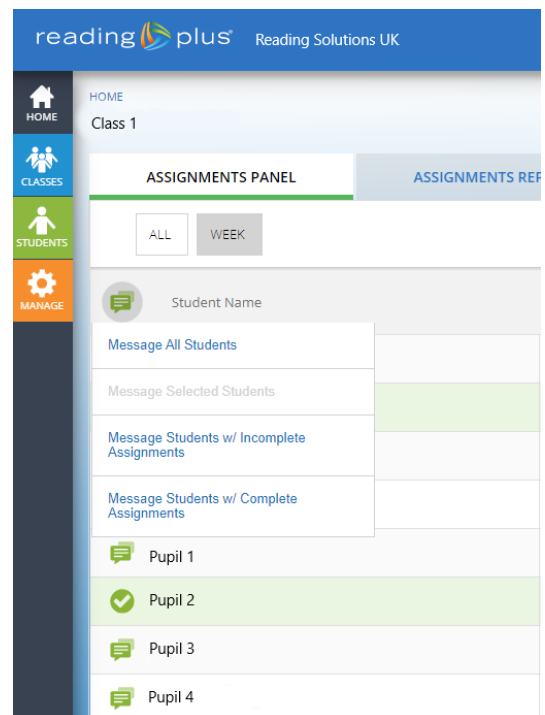 reading plus® Reading Solutions UK
HOME
HOME
Class 1
CLASSES
ASSIGNMENTS PANEL ASSIGNMENTS REP
STUDENTS
ALL WEEK
MANAGE
Student Name
Message All Students
Message Selected Students
Message Students w/ Incomplete
Assignments
Message Students w/ Complete
Assignments
Pupil 1
Pupil 2
Pupil 3
Pupil 4